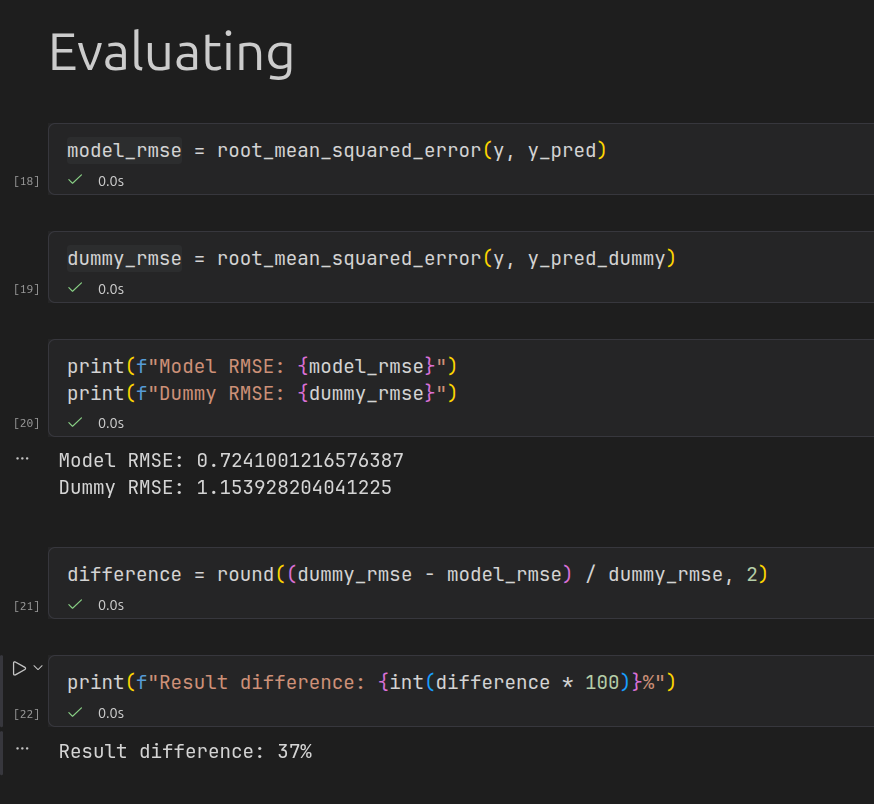 Evaluating
model_rmse = root_mean_squared_error(y, y_pred)
[18]
0.0s
dummy_rmse = root_mean_squared_error(y, y_pred_dummy)
[19]
0.0s
print(f"Model RMSE: {model_rmse}")
print(f"Dummy RMSE: {dummy_rmse}")
[20]
0.0s
...
Model RMSE: 0.7241001216576387
Dummy RMSE: 1.153928204041225
difference = round((dummy_rmse - model_rmse) / dummy_rmse, 2)
[21]
0.0s
print(f"Result difference: {int(difference * 100)}%")
[22]
0.0s
...
Result difference: 37%